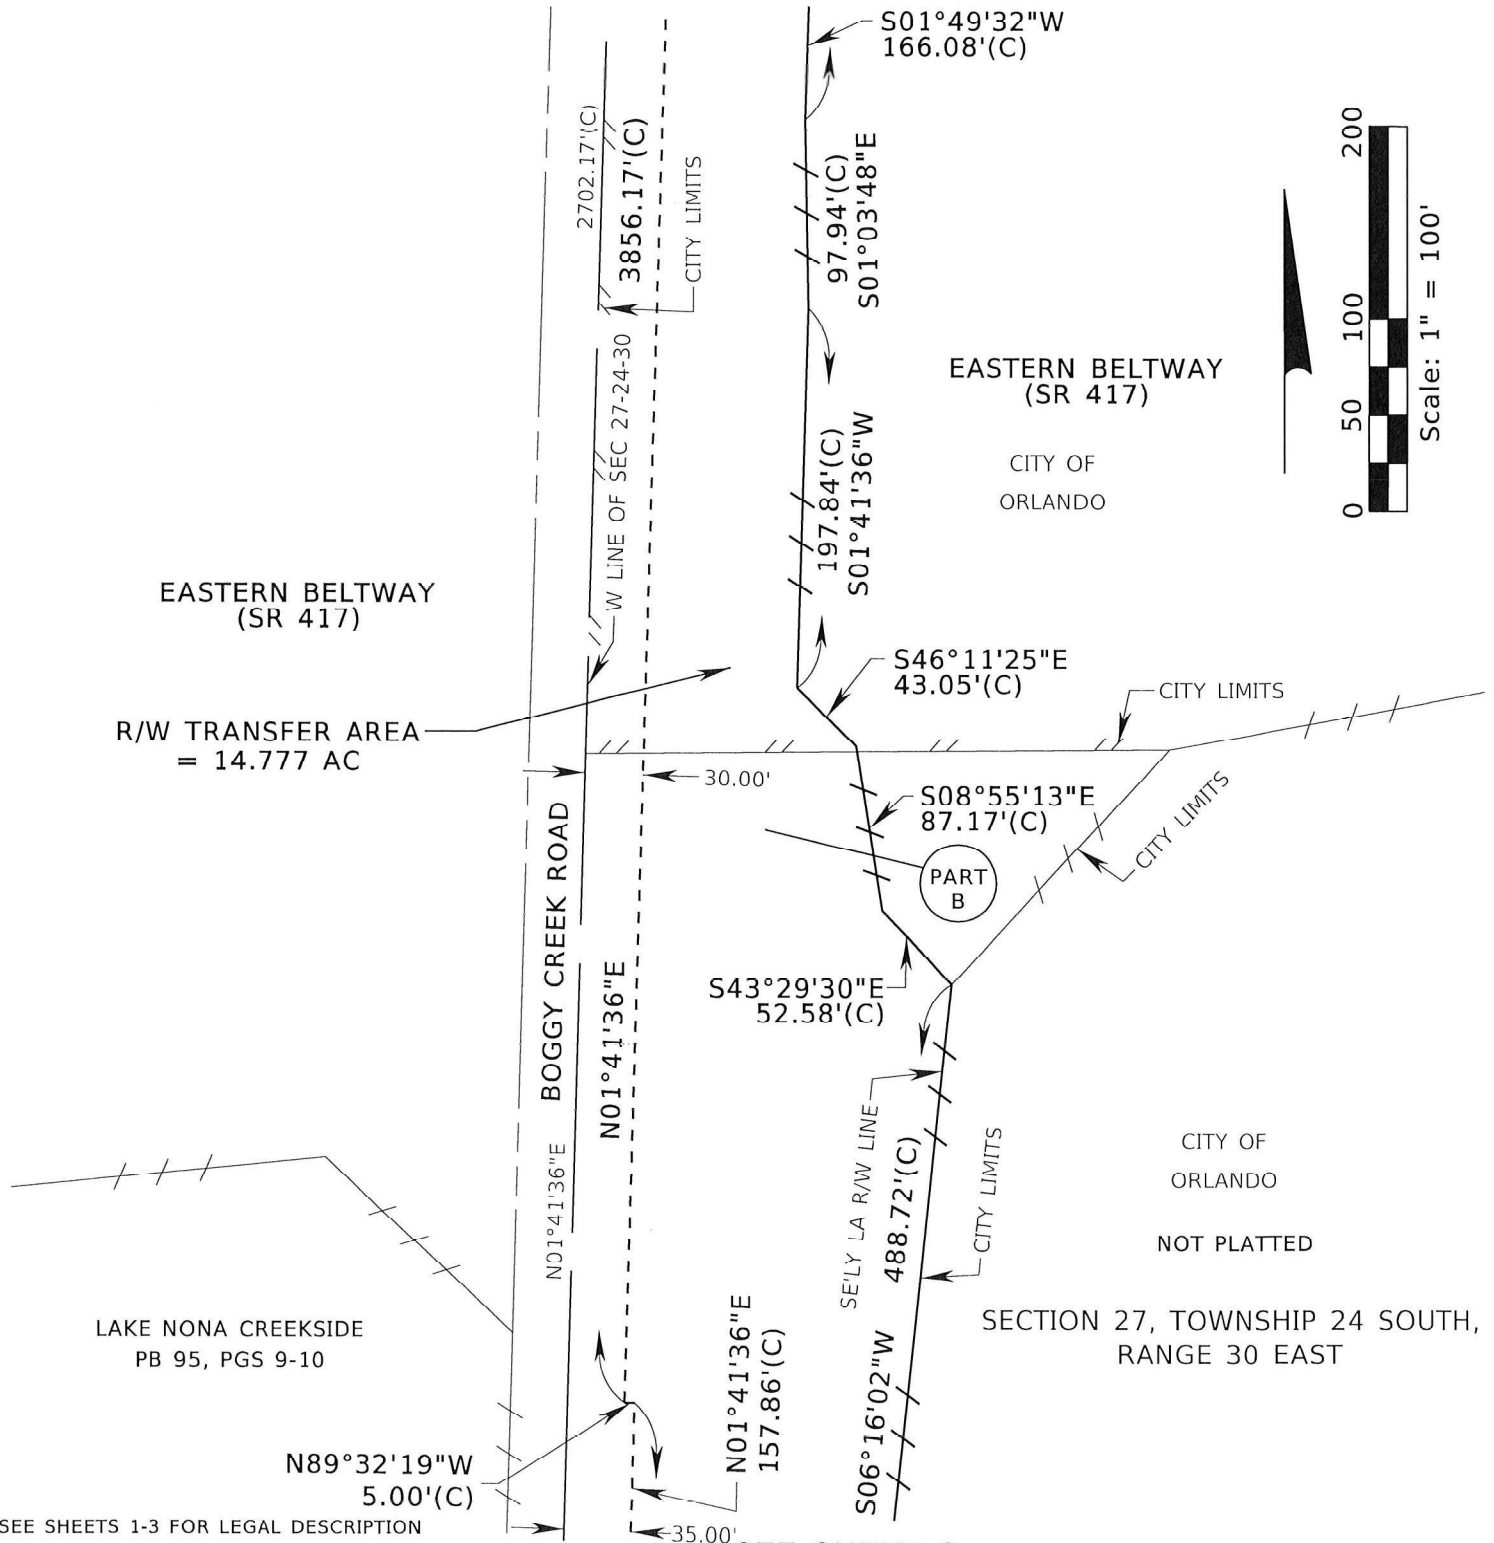 S01°49'32"W
166.08'(C)
2702.17'(C)
3856.17'(C)
CITY LIMITS
97.94'(C)
S01°03'48"E
200
100
50
0
Scale: 1" = 100'
EASTERN BELTWAY
(SR 417)
CITY OF
ORLANDO
W LINE OF SEC 27-24-30
197.84'(C)
S01°41'36"W
EASTERN BELTWAY
(SR 417)
S46°11'25"E
43.05'(C)
CITY LIMITS
R/W TRANSFER AREA
= 14.777 AC
30.00'
S08°55'13"E
87.17'(C)
CITY LIMITS
PART
B
BOGGY CREEK ROAD
N01°41'36"E
N01°41'36"E
S43°29'30"E
52.58'(C)
SE'LY LA R/W LINE
488.72'(C)
S06°16'02"W
CITY LIMITS
CITY OF
ORLANDO
NOT PLATTED
SECTION 27, TOWNSHIP 24 SOUTH,
RANGE 30 EAST
LAKE NONA CREEKSIDE
PB 95, PGS 9-10
N01°41'36"E
157.86'(C)
N89°32'19"W
5.00'(C)
SEE SHEETS 1-3 FOR LEGAL DESCRIPTION
35.00'